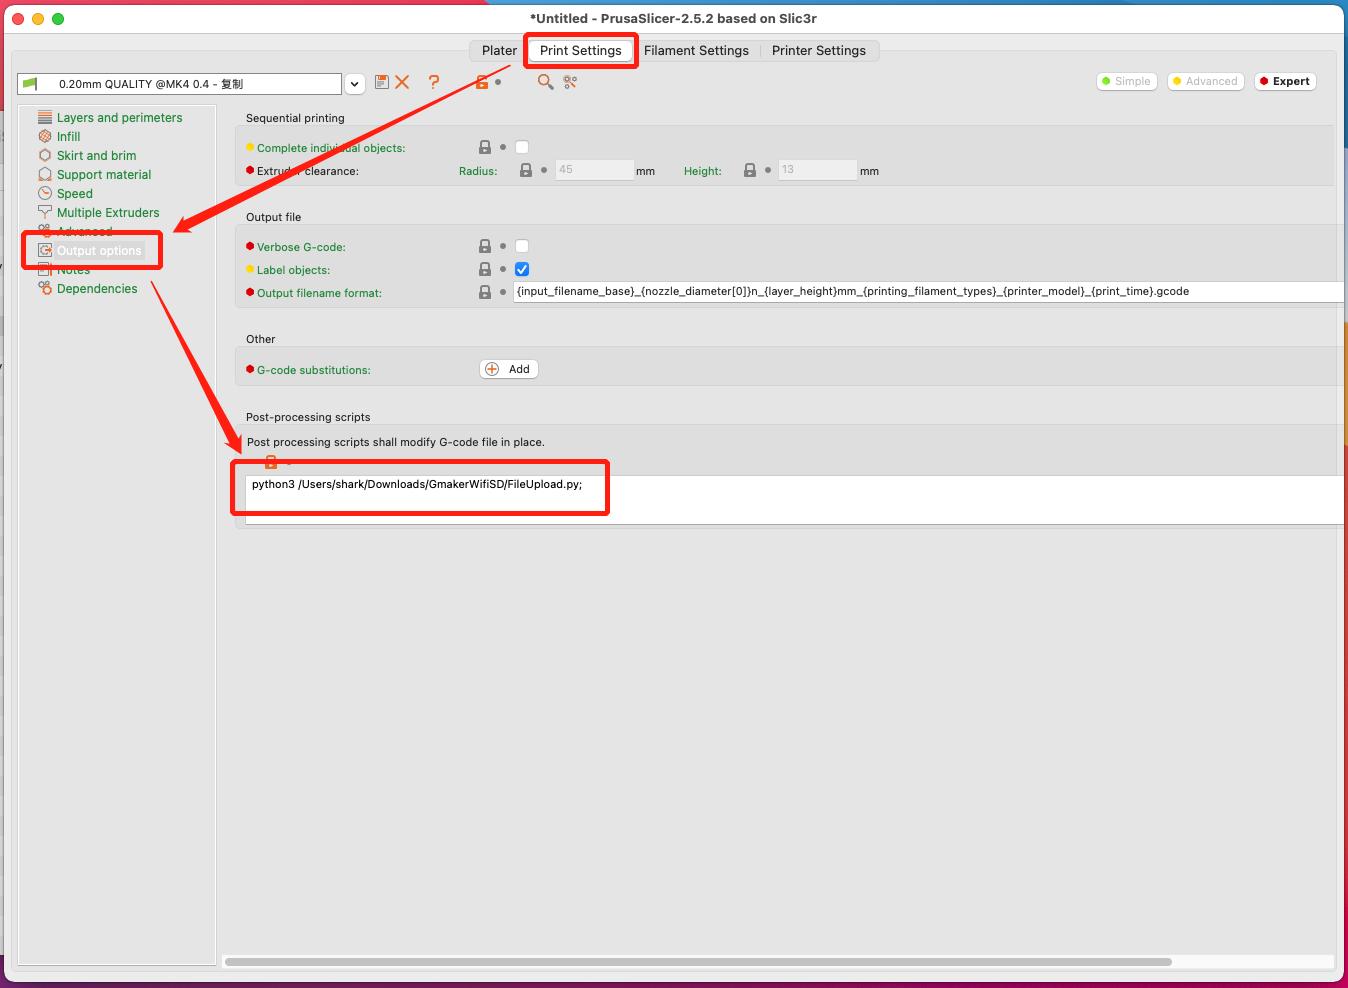 *Untitled - PrusaSlicer-2.5.2 based on Slic3r
Plater Print Settings Filament Settings Printer Settings
0.20mm QUALITY @MK4 0.4 - 复制
Simple Advanced Expert
Layers and perimeters
Infill
Skirt and brim
Support material
Speed
Multiple Extruders
Advanced
Output options
Notes
Dependencies
Sequential printing
Complete individual objects:
Extruder clearance: Radius: 45 mm Height: 13 mm
Output file
Verbose G-code:
Label objects:
Output filename format: {input_filename_base}_{nozzle_diameter[0]}n_{layer_height}mm_{printing_filament_types}_{printer_model}_{print_time}.gcode
Other
G-code substitutions: Add
Post-processing scripts
Post processing scripts shall modify G-code file in place.
python3 /Users/shark/Downloads/GmakerWifiSD/FileUpload.py;